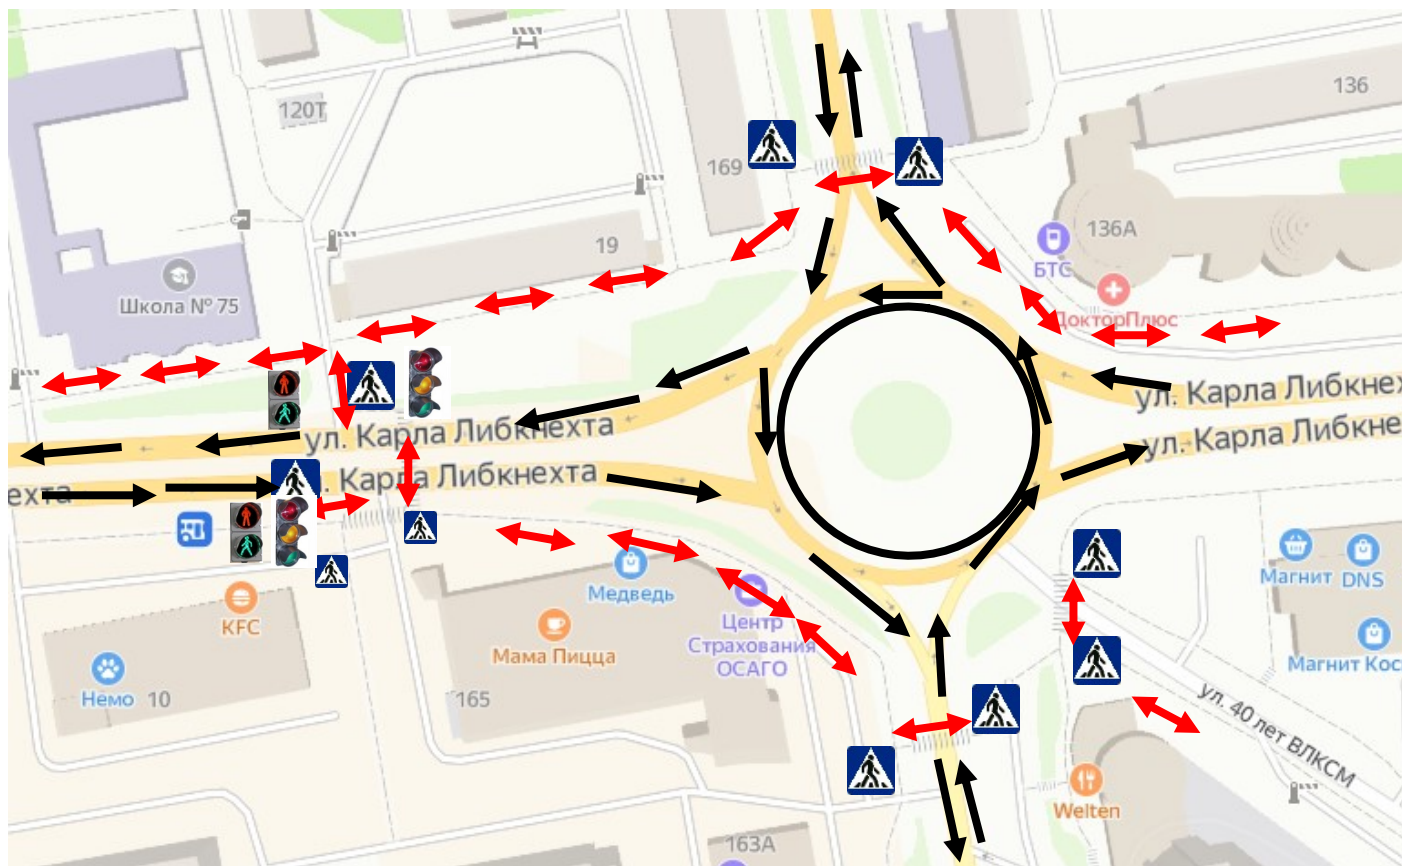 136
120Т
169
136А
19
БТС
Школа № 75
ДокторПлюс
ул. Карла Либкнех
ул. Карла Либкнехта
ул. Карла Либкне
. Карла Либкнехта
ехта
Магнит
DNS
Медведь
KFC
Центр
Страхования
ОСАГО
Мама Пицца
Магнит Кос
Немо
10
165
ул. 40 лет ВЛКСМ
Welten
163А